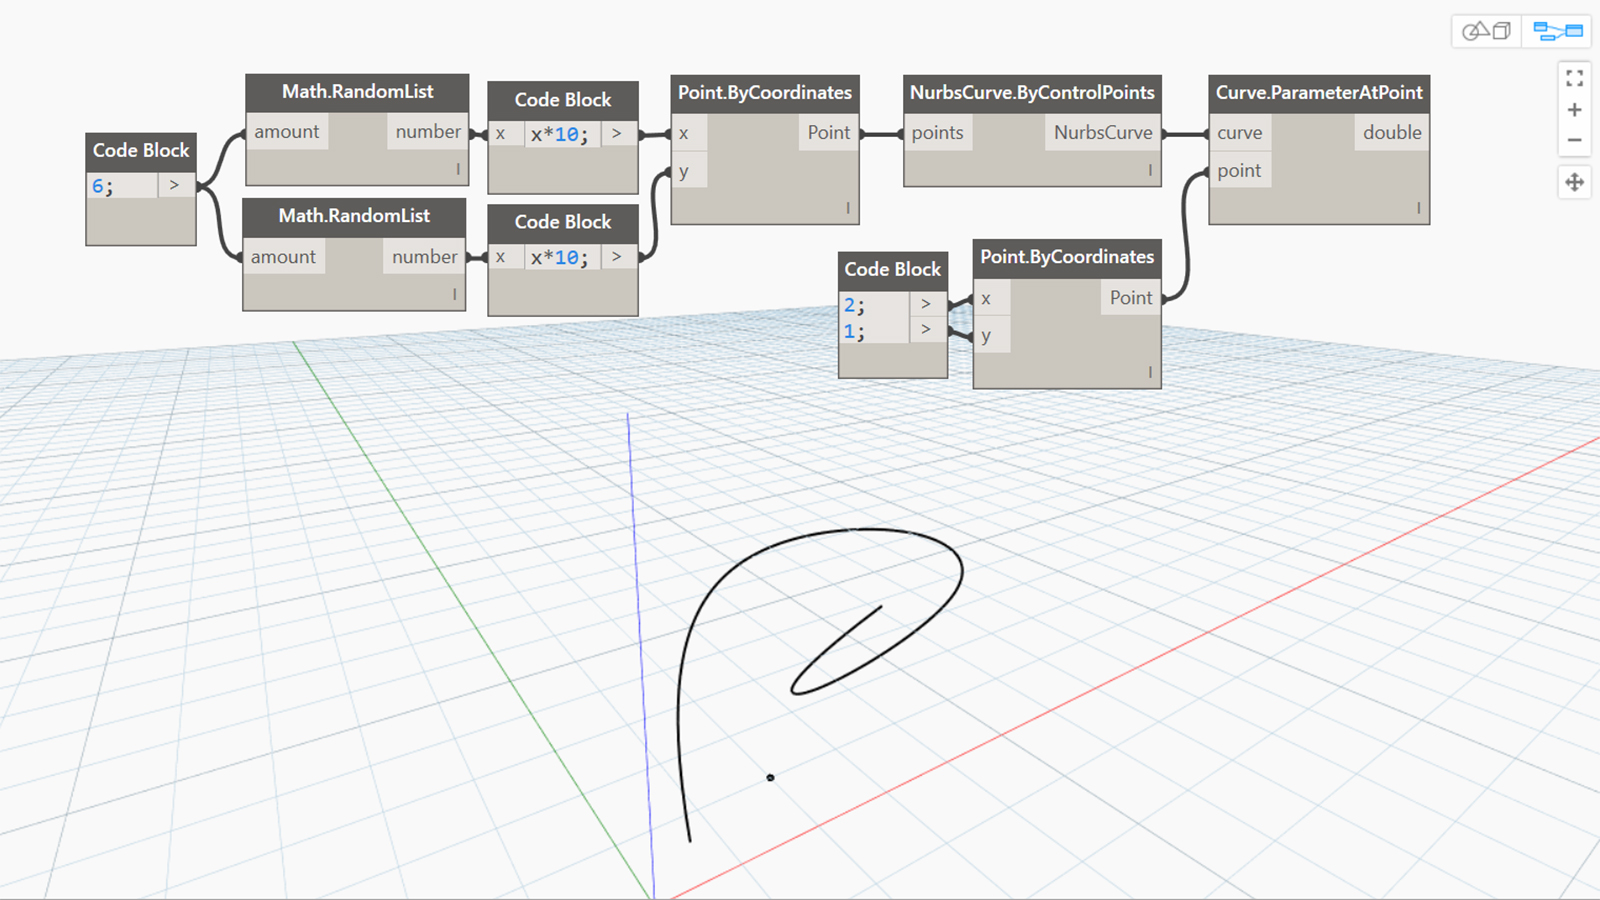 Code Block
6; >
Math.RandomList
amount number
l
Math.RandomList
amount number
l
Code Block
x x*10; >
Code Block
x x*10; >
Point.ByCoordinates
x Point
y
l
NurbsCurve.ByControlPoints
points NurbsCurve
l
Curve.ParameterAtPoint
curve double
point
l
Code Block
2; >
1; >
Point.ByCoordinates
x Point
y
l